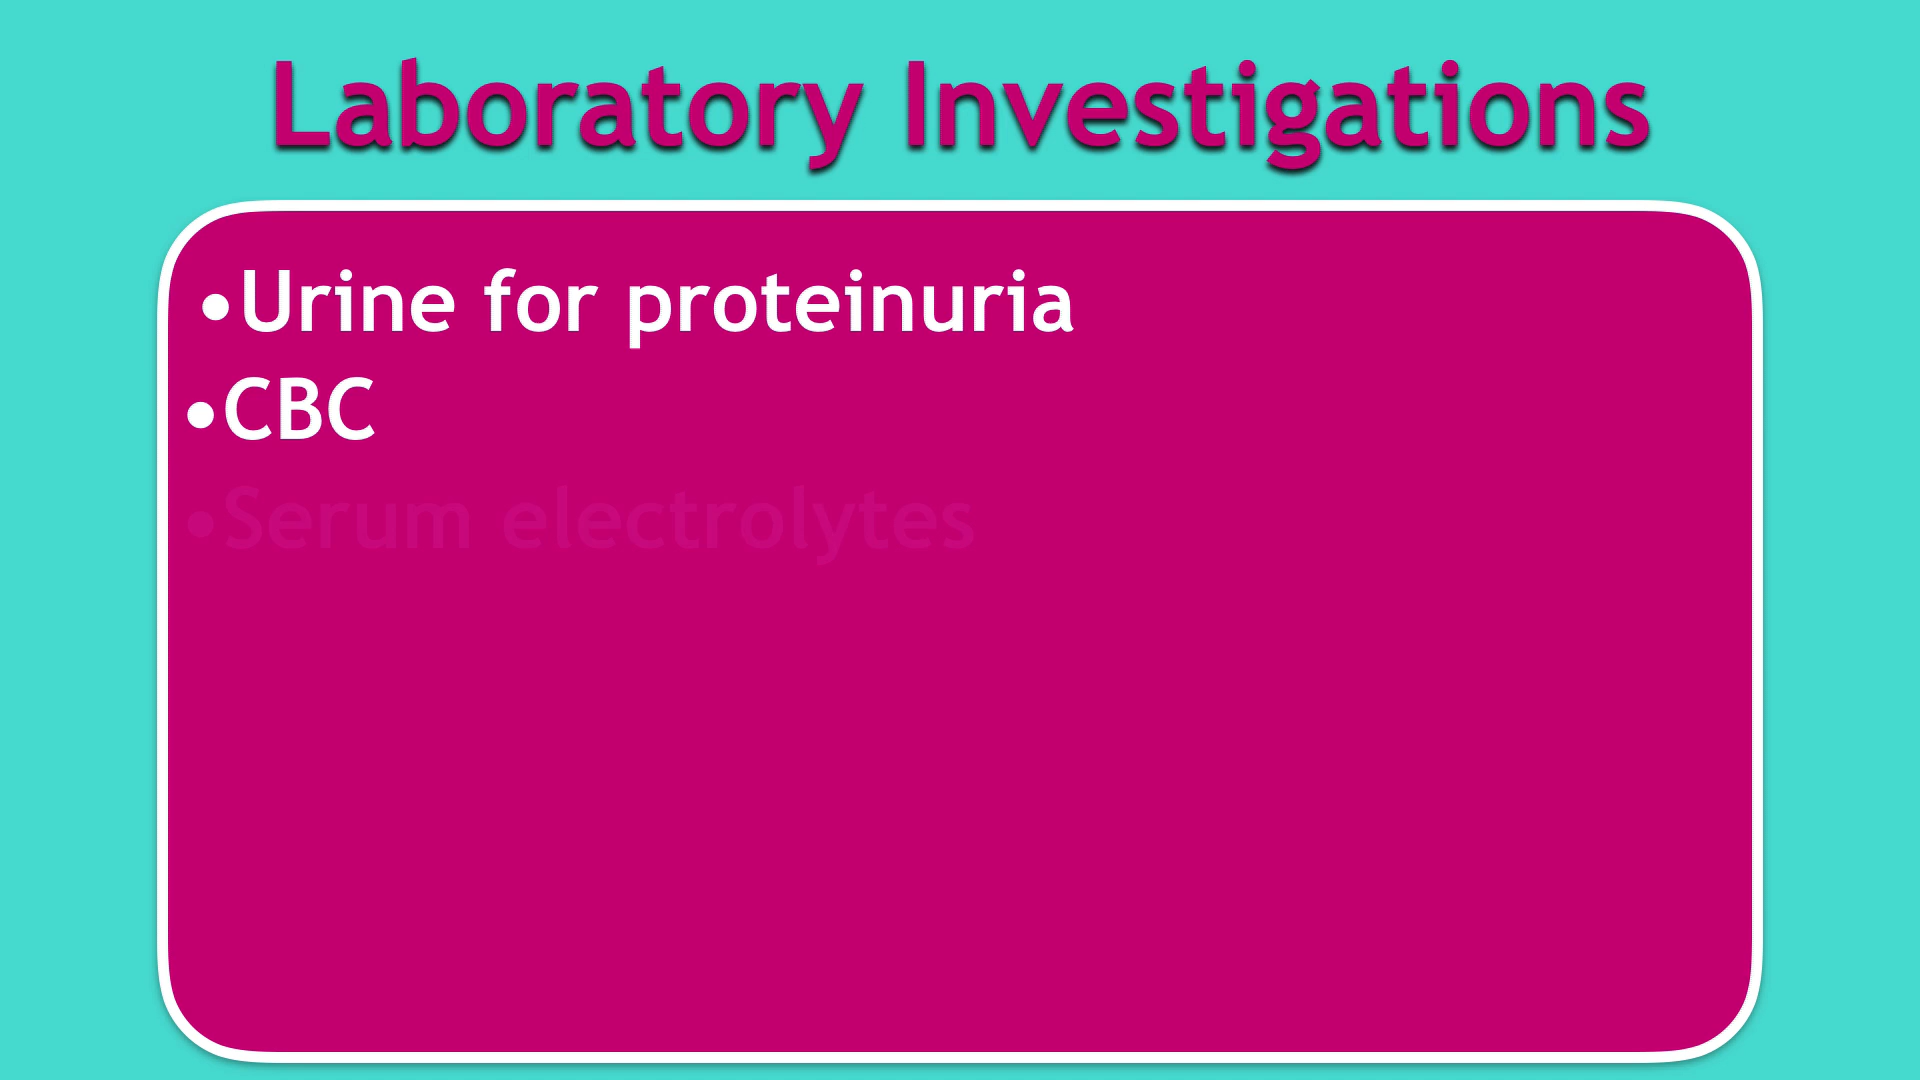 Laboratory Investigations
•Urine for proteinuria
•CBC
•Serum electrolytes